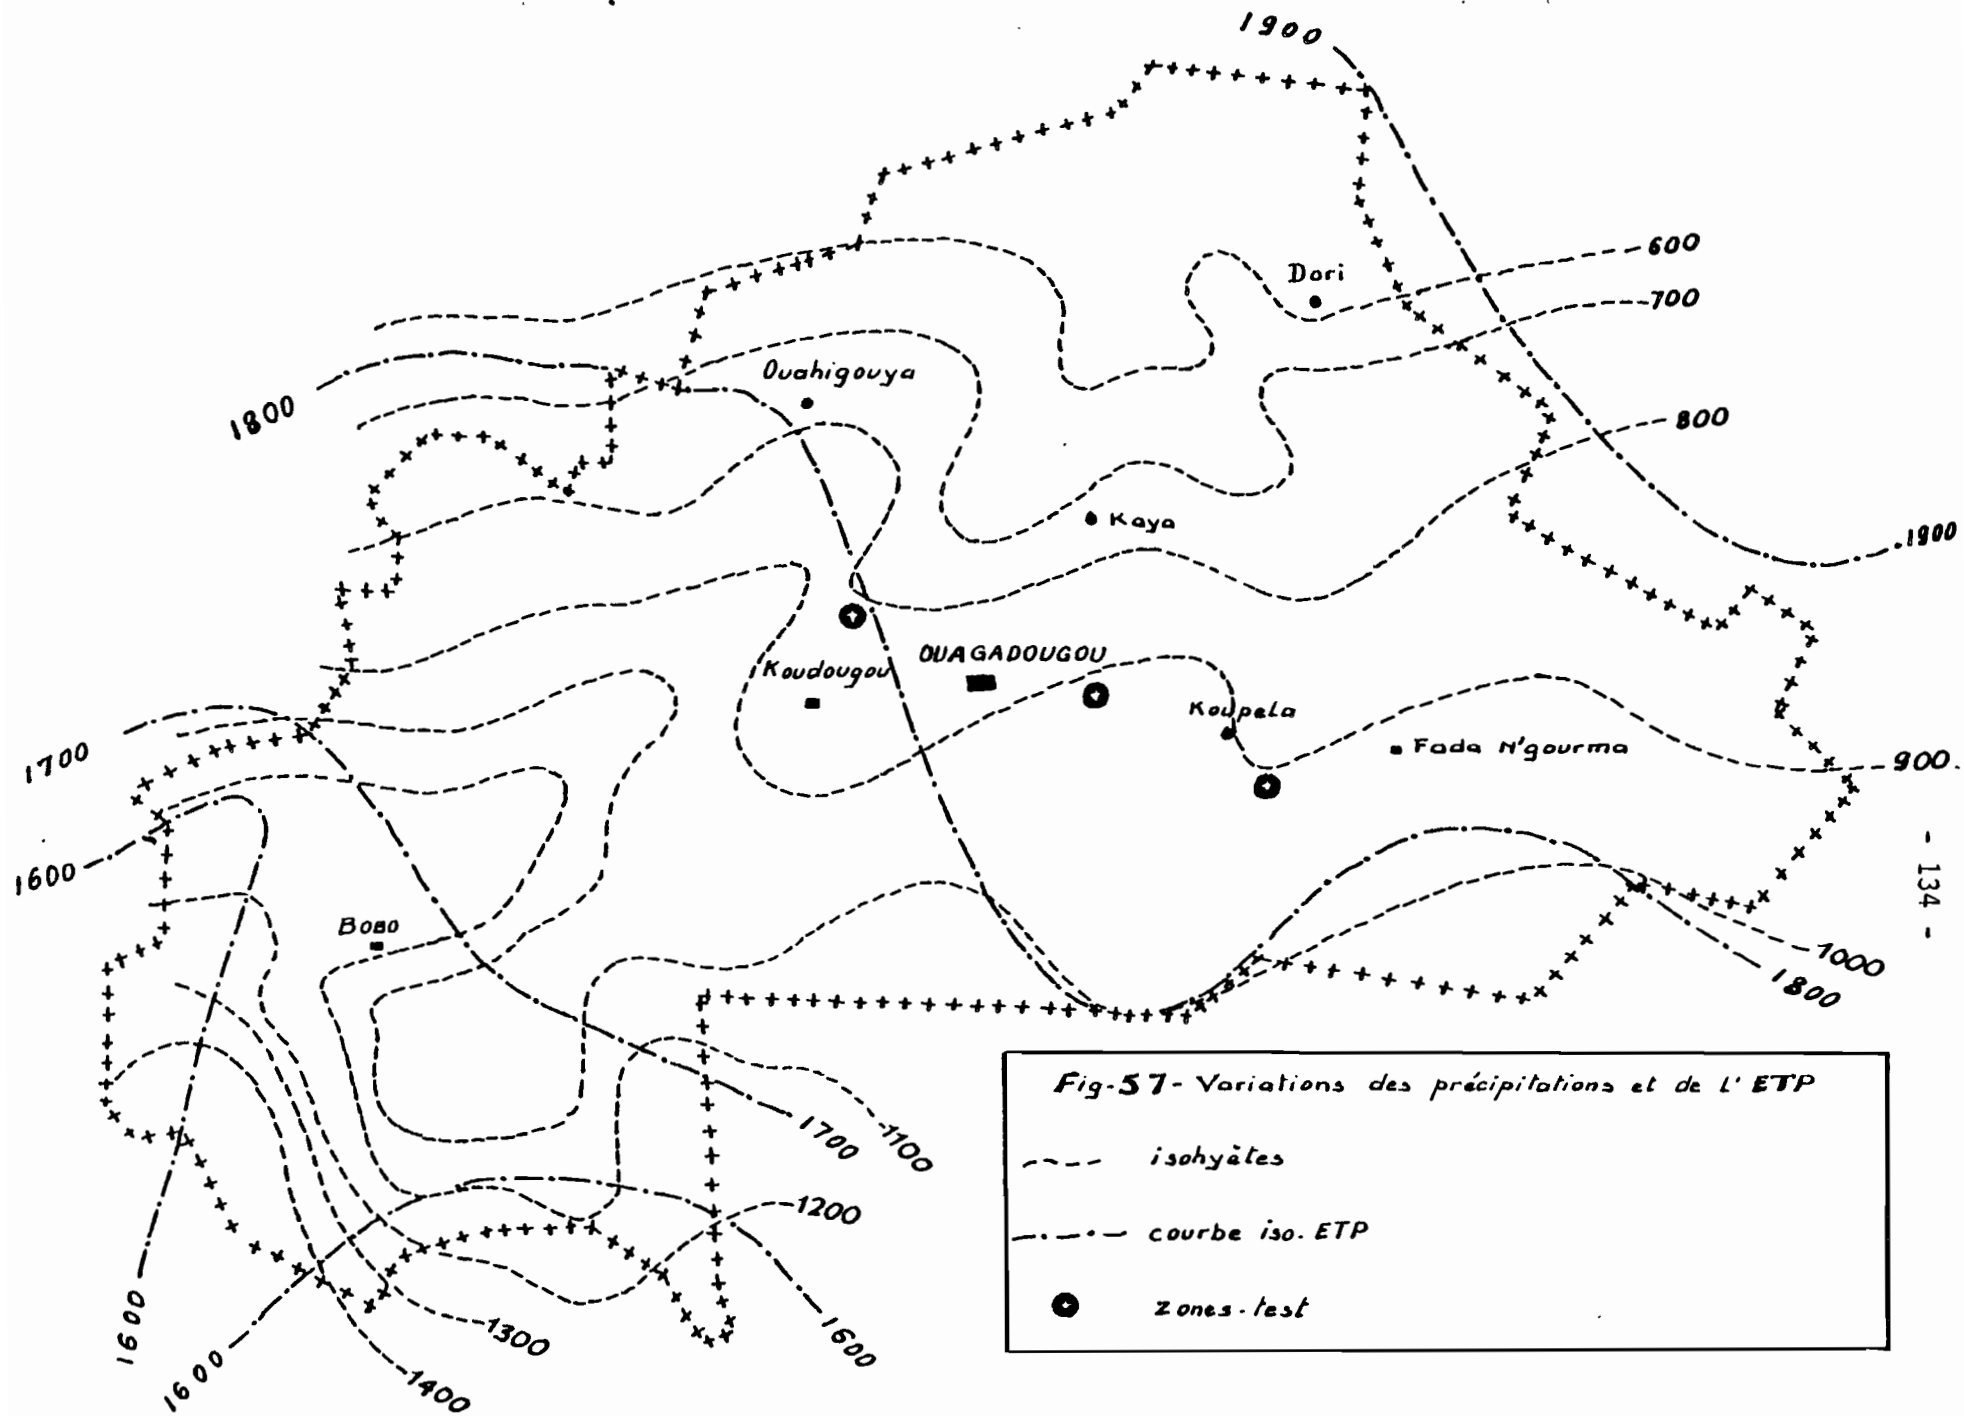 1900
600
Dori
700
Ouahigouya
1800
800
Kaya
1900
OUAGADOUGOU
Koudougou
Koupela
Fada N'gourma
1700
900
1600
Bobo
1000
1800
- 134 -
Fig-57- Variations des précipitations et de l'ETP
isohyètes
courbe iso. ETP
zones-test
1700
1100
1200
1600
1300
1600
1600
1400